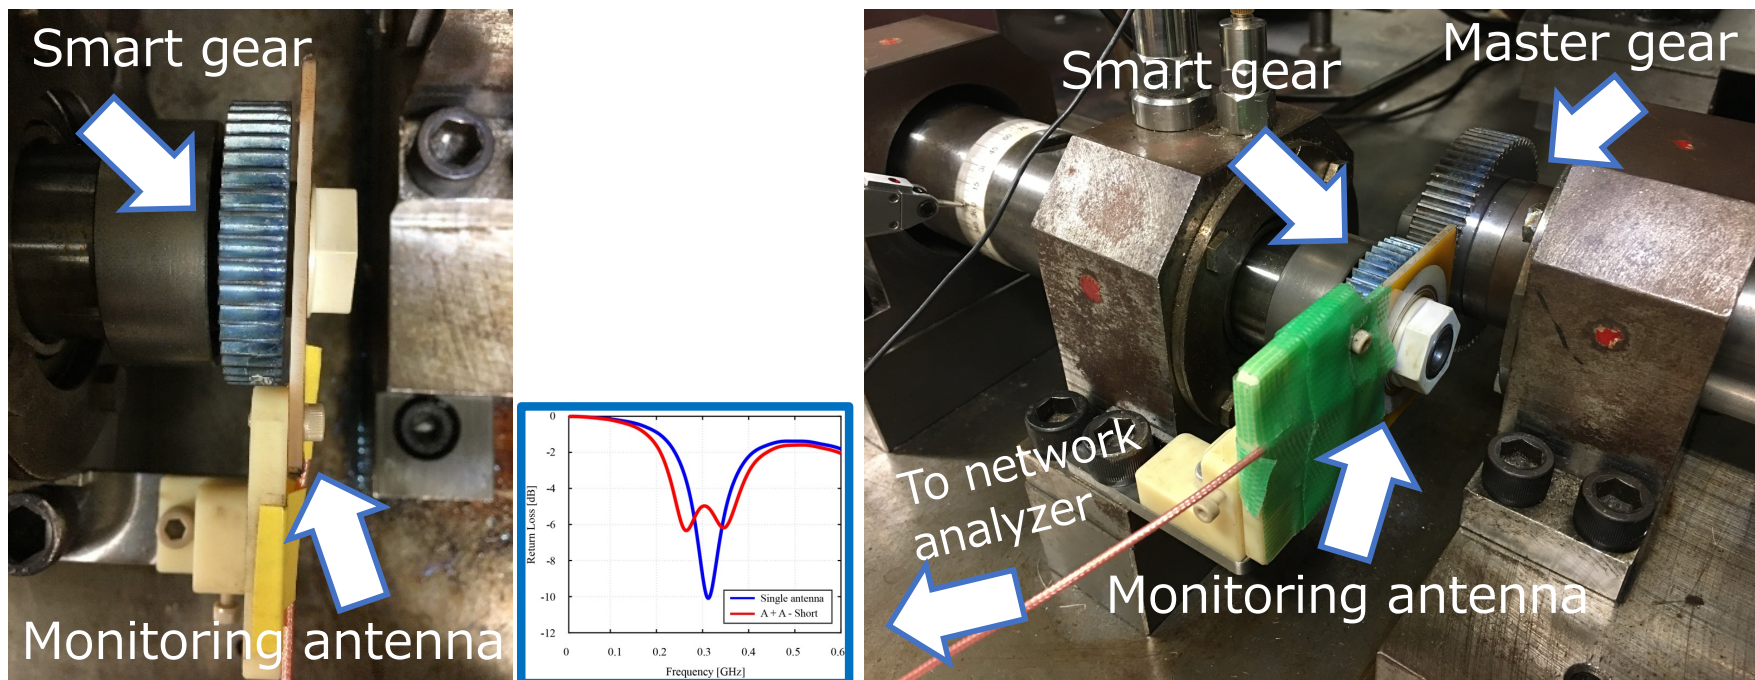 Smart gear
Monitoring antenna
0
-2
-4
-6
-8
-10
-12
Return Loss [dB]
Single antenna
A + A - Short
0 0.1 0.2 0.3 0.4 0.5 0.6
Frequency [GHz]
Smart gear
Master gear
To network
analyzer
Monitoring antenna